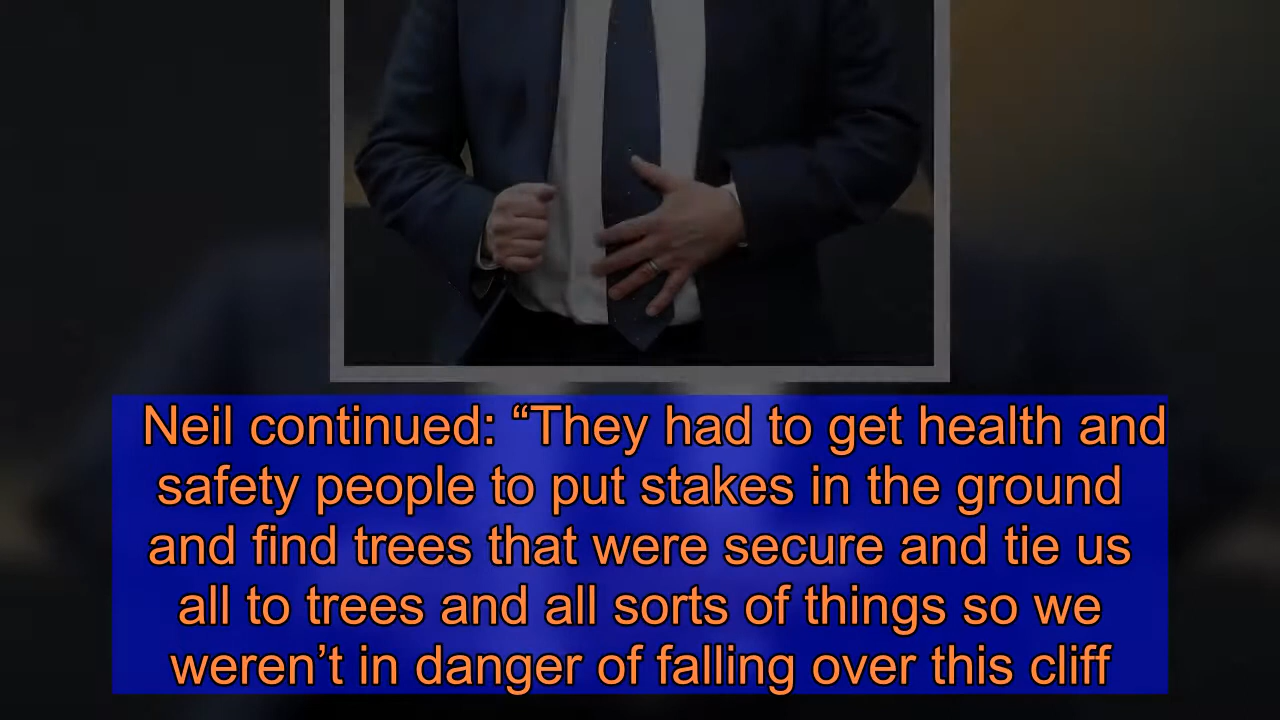 Neil continued: “They had to get health and
safety people to put stakes in the ground
and find trees that were secure and tie us
all to trees and all sorts of things so we
weren’t in danger of falling over this cliff